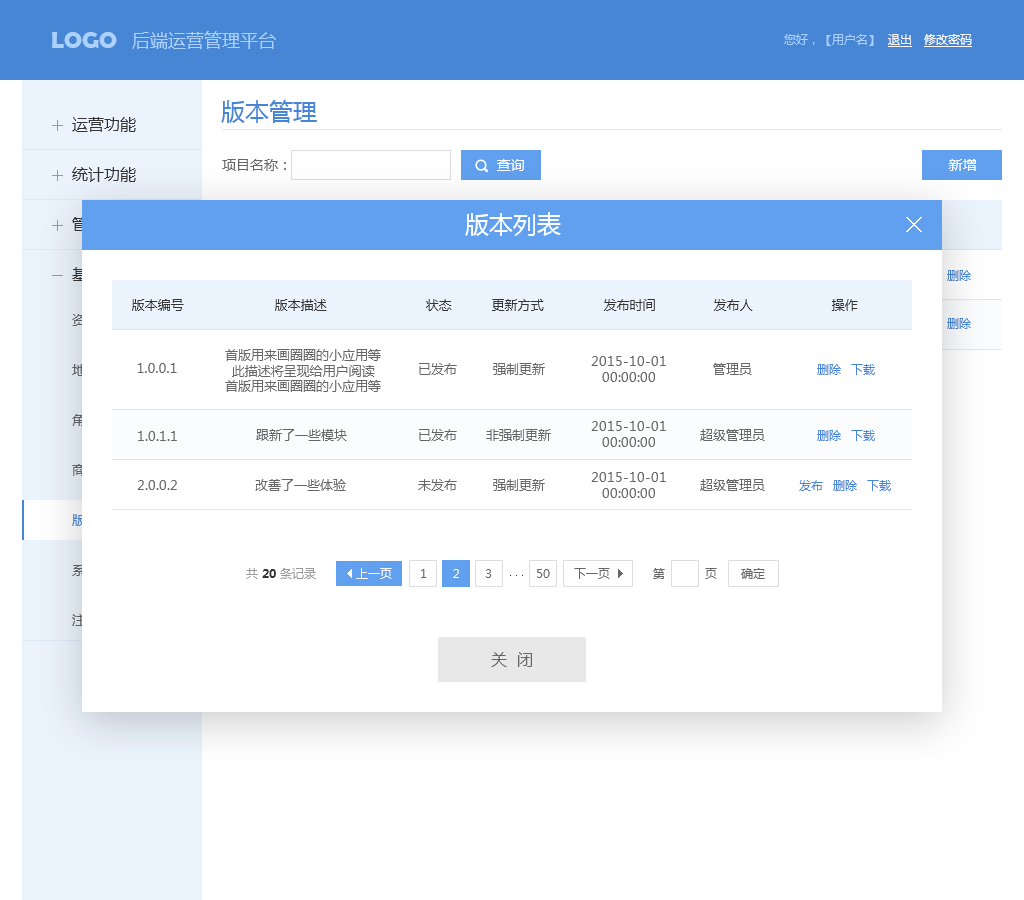 LOGO 后端运营管理平台
您好，【用户名】 退出 修改密码
运营功能
统计功能
管
基
资
地
角
商
版
系
注
版本管理
项目名称： 查询 新增
删除
删除
版本列表
版本编号 版本描述 状态 更新方式 发布时间 发布人 操作
1.0.0.1 首版用来画圈圈的小应用等
此描述将呈现给用户阅读
首版用来画圈圈的小应用等 已发布 强制更新 2015-10-01
00:00:00 管理员 删除 下载
1.0.1.1 跟新了一些模块 已发布 非强制更新 2015-10-01
00:00:00 超级管理员 删除 下载
2.0.0.2 改善了一些体验 未发布 强制更新 2015-10-01
00:00:00 超级管理员 发布 删除 下载
共 20 条记录 上一页 1 2 3 ... 50 下一页 第 页 确定
关 闭